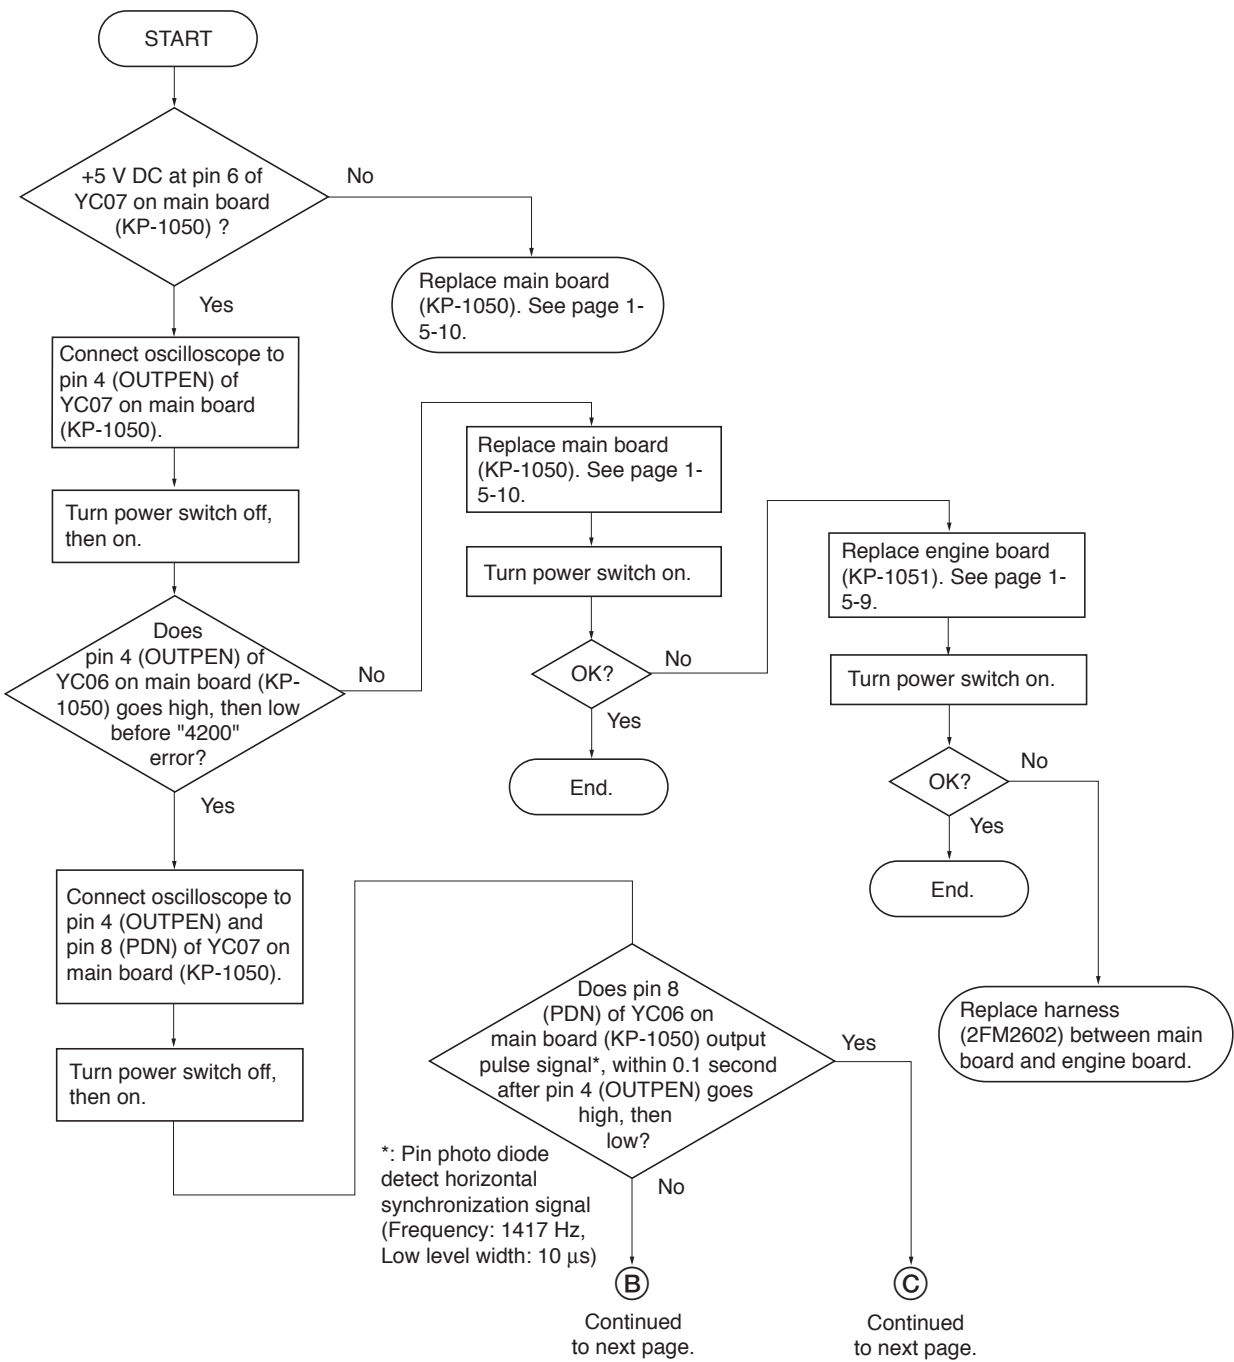 START
+5 V DC at pin 6 of
YC07 on main board
(KP-1050) ?
No
Yes
Replace main board
(KP-1050). See page 1-
5-10.
Connect oscilloscope to
pin 4 (OUTPEN) of
YC07 on main board
(KP-1050).
Turn power switch off,
then on.
Does
pin 4 (OUTPEN) of
YC06 on main board (KP-
1050) goes high, then low
before "4200"
error?
No
Yes
Replace main board
(KP-1050). See page 1-
5-10.
Turn power switch on.
OK?
No
Yes
End.
Replace engine board
(KP-1051). See page 1-
5-9.
Turn power switch on.
OK?
No
Yes
End.
Replace harness
(2FM2602) between main
board and engine board.
Connect oscilloscope to
pin 4 (OUTPEN) and
pin 8 (PDN) of YC07 on
main board (KP-1050).
Turn power switch off,
then on.
Does pin 8
(PDN) of YC06 on
main board (KP-1050) output
pulse signal*, within 0.1 second
after pin 4 (OUTPEN) goes
high, then
low?
Yes
No
*: Pin photo diode
detect horizontal
synchronization signal
(Frequency: 1417 Hz,
Low level width: 10 µs)
B
Continued
to next page.
C
Continued
to next page.